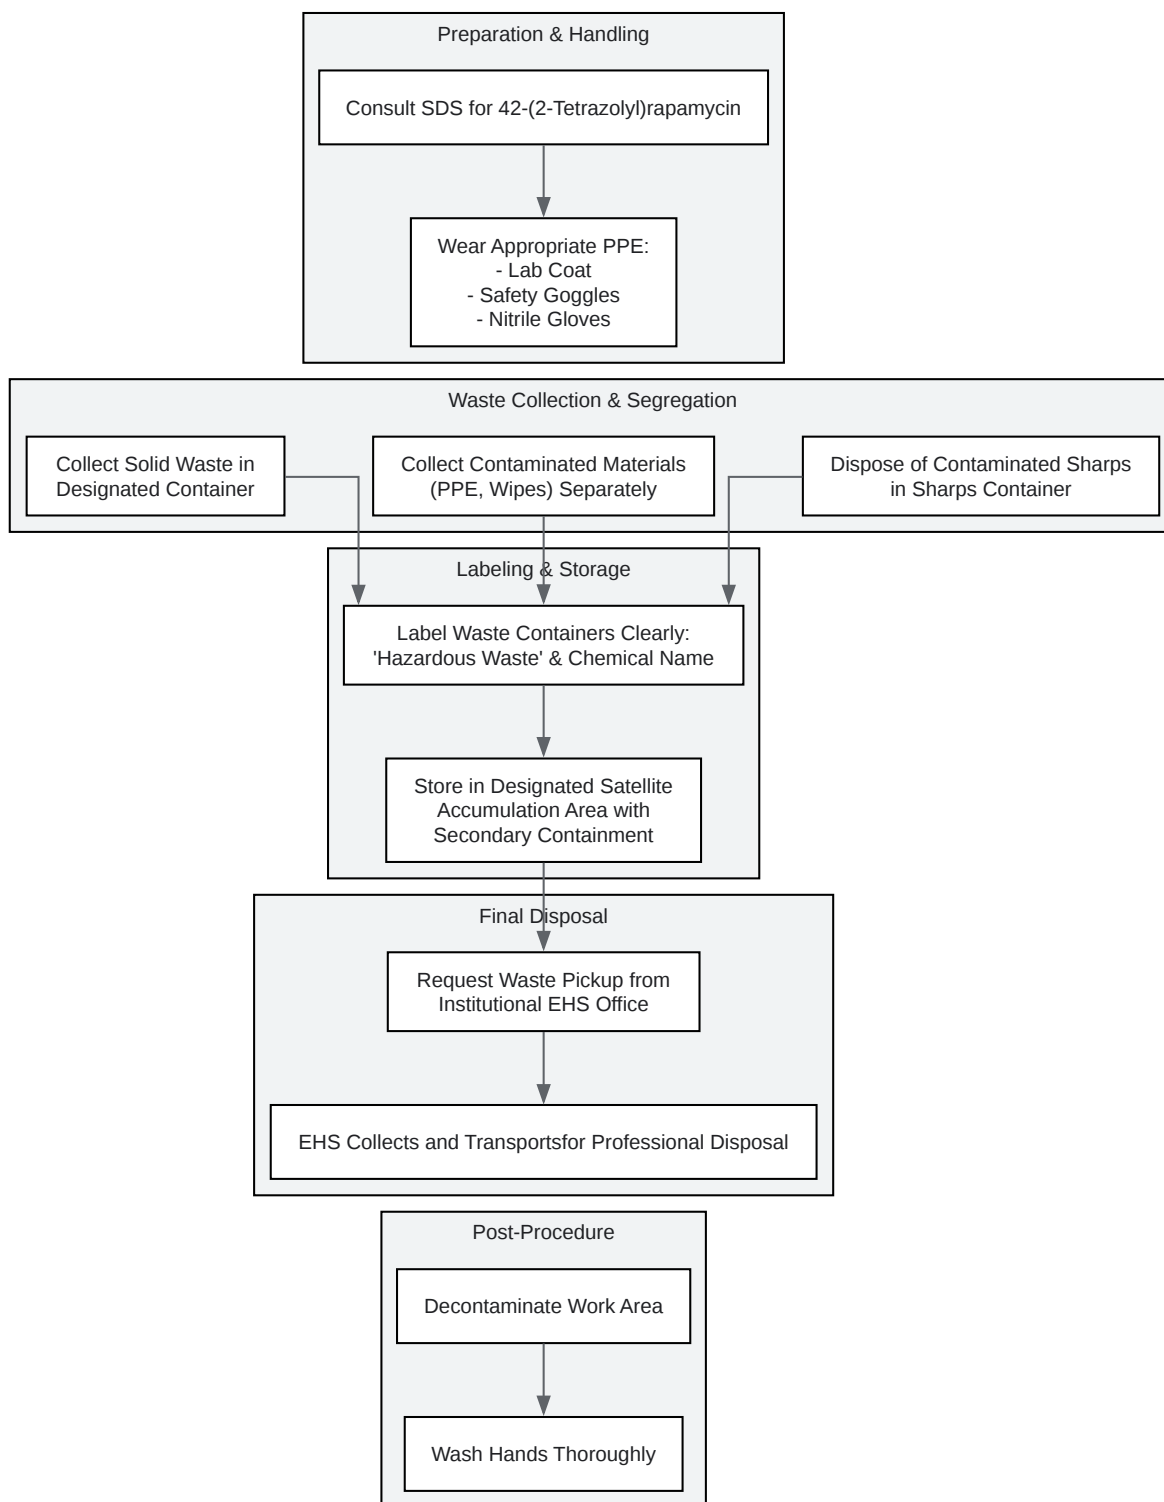 Preparation & Handling
Consult SDS for 42-(2-Tetrazolyl)rapamycin
Wear Appropriate PPE:
- Lab Coat
- Safety Goggles
- Nitrile Gloves
Waste Collection & Segregation
Collect Solid Waste in
Designated Container
Collect Contaminated Materials
(PPE, Wipes) Separately
Dispose of Contaminated Sharps
in Sharps Container
Labeling & Storage
Label Waste Containers Clearly:
'Hazardous Waste' & Chemical Name
Store in Designated Satellite
Accumulation Area with
Secondary Containment
Final Disposal
Request Waste Pickup from
Institutional EHS Office
EHS Collects and Transportsfor Professional Disposal
Post-Procedure
Decontaminate Work Area
Wash Hands Thoroughly